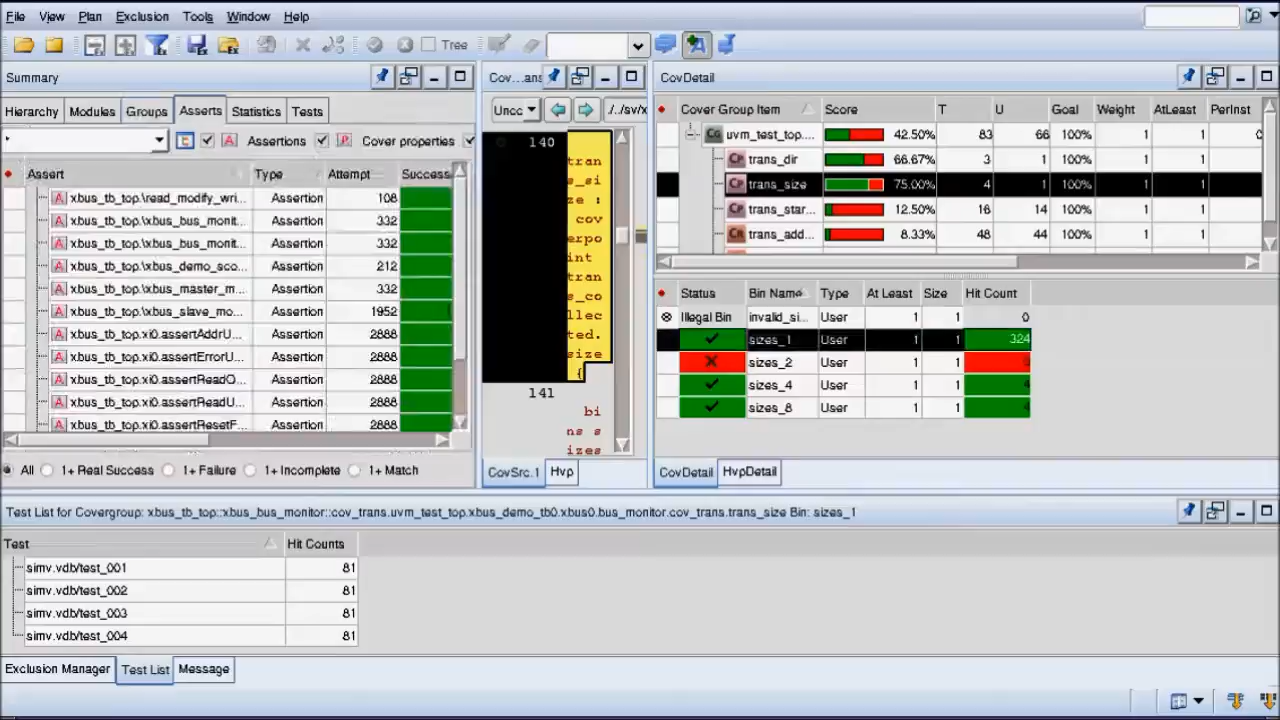 File View Plan Exclusion Tools Window Help
Tree
Summary
Hierarchy Modules Groups Asserts Statistics Tests
* Assertions Cover properties
Assert Type Attempt Success
xbus_tb_top.\read_modify_wri... Assertion 108
xbus_tb_top.\xbus_bus_monit... Assertion 332
xbus_tb_top.\xbus_bus_monit... Assertion 332
xbus_tb_top.\xbus_demo_sco... Assertion 212
xbus_tb_top.\xbus_master_m... Assertion 332
xbus_tb_top.\xbus_slave_mo... Assertion 1952
xbus_tb_top.xi0.assertAddrU... Assertion 2888
xbus_tb_top.xi0.assertErrorU... Assertion 2888
xbus_tb_top.xi0.assertReadO... Assertion 2888
xbus_tb_top.xi0.assertReadU... Assertion 2888
xbus_tb_top.xi0.assertResetF... Assertion 2888
All 1+ Real Success 1+ Failure 1+ Incomplete 1+ Match
Cov...ans
Uncc /../sv/x
140
tran
s_si
ze :
cov
erpo
int
tran
s_co
llec
ted.
size
{
141
bi
ns s
izes
CovSrc.1 Hvp
CovDetail
Cover Group Item Score T U Goal Weight AtLeast PerInst
uvm_test_top.... 42.50% 83 66 100% 1 1 0
trans_dir 66.67% 3 1 100% 1 1
trans_size 75.00% 4 1 100% 1 1
trans_star... 12.50% 16 14 100% 1 1
trans_add... 8.33% 48 44 100% 1 1
Status Bin Name Type At Least Size Hit Count
Illegal Bin invalid_si... User 1 1 0
sizes_1 User 1 1 324
sizes_2 User 1 1
sizes_4 User 1 1
sizes_8 User 1 1
CovDetail HvpDetail
Test List for Covergroup: xbus_tb_top::xbus_bus_monitor::cov_trans.uvm_test_top.xbus_demo_tb0.xbus0.bus_monitor.cov_trans.trans_size Bin: sizes_1
Test Hit Counts
simv.vdb/test_001 81
simv.vdb/test_002 81
simv.vdb/test_003 81
simv.vdb/test_004 81
Exclusion Manager Test List Message